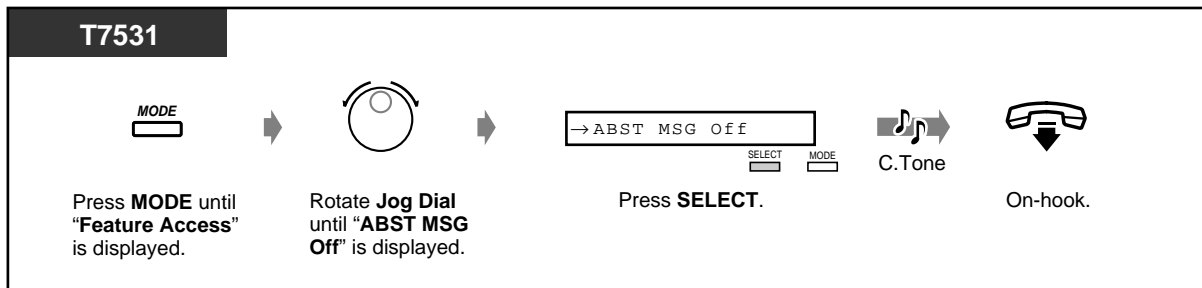 T7531
MODE
Press MODE until
“Feature Access”
is displayed.
Rotate Jog Dial
until “ABST MSG
Off” is displayed.
→ABST MSG Off
SELECT MODE
Press SELECT.
C.Tone
On-hook.